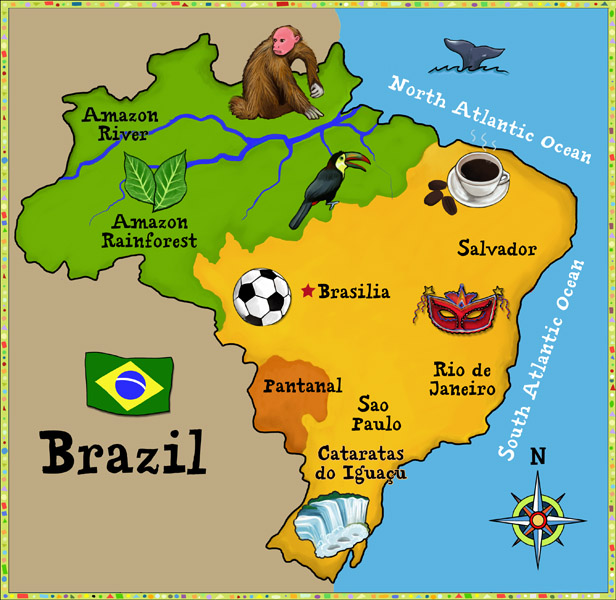 North Atlantic Ocean
Amazon
River
Amazon
Rainforest
Salvador
Brasilia
South Atlantic Ocean
Pantanal
Rio de
Janeiro
Sao
Paulo
Cataratas
do Iguaçu
Brazil
N